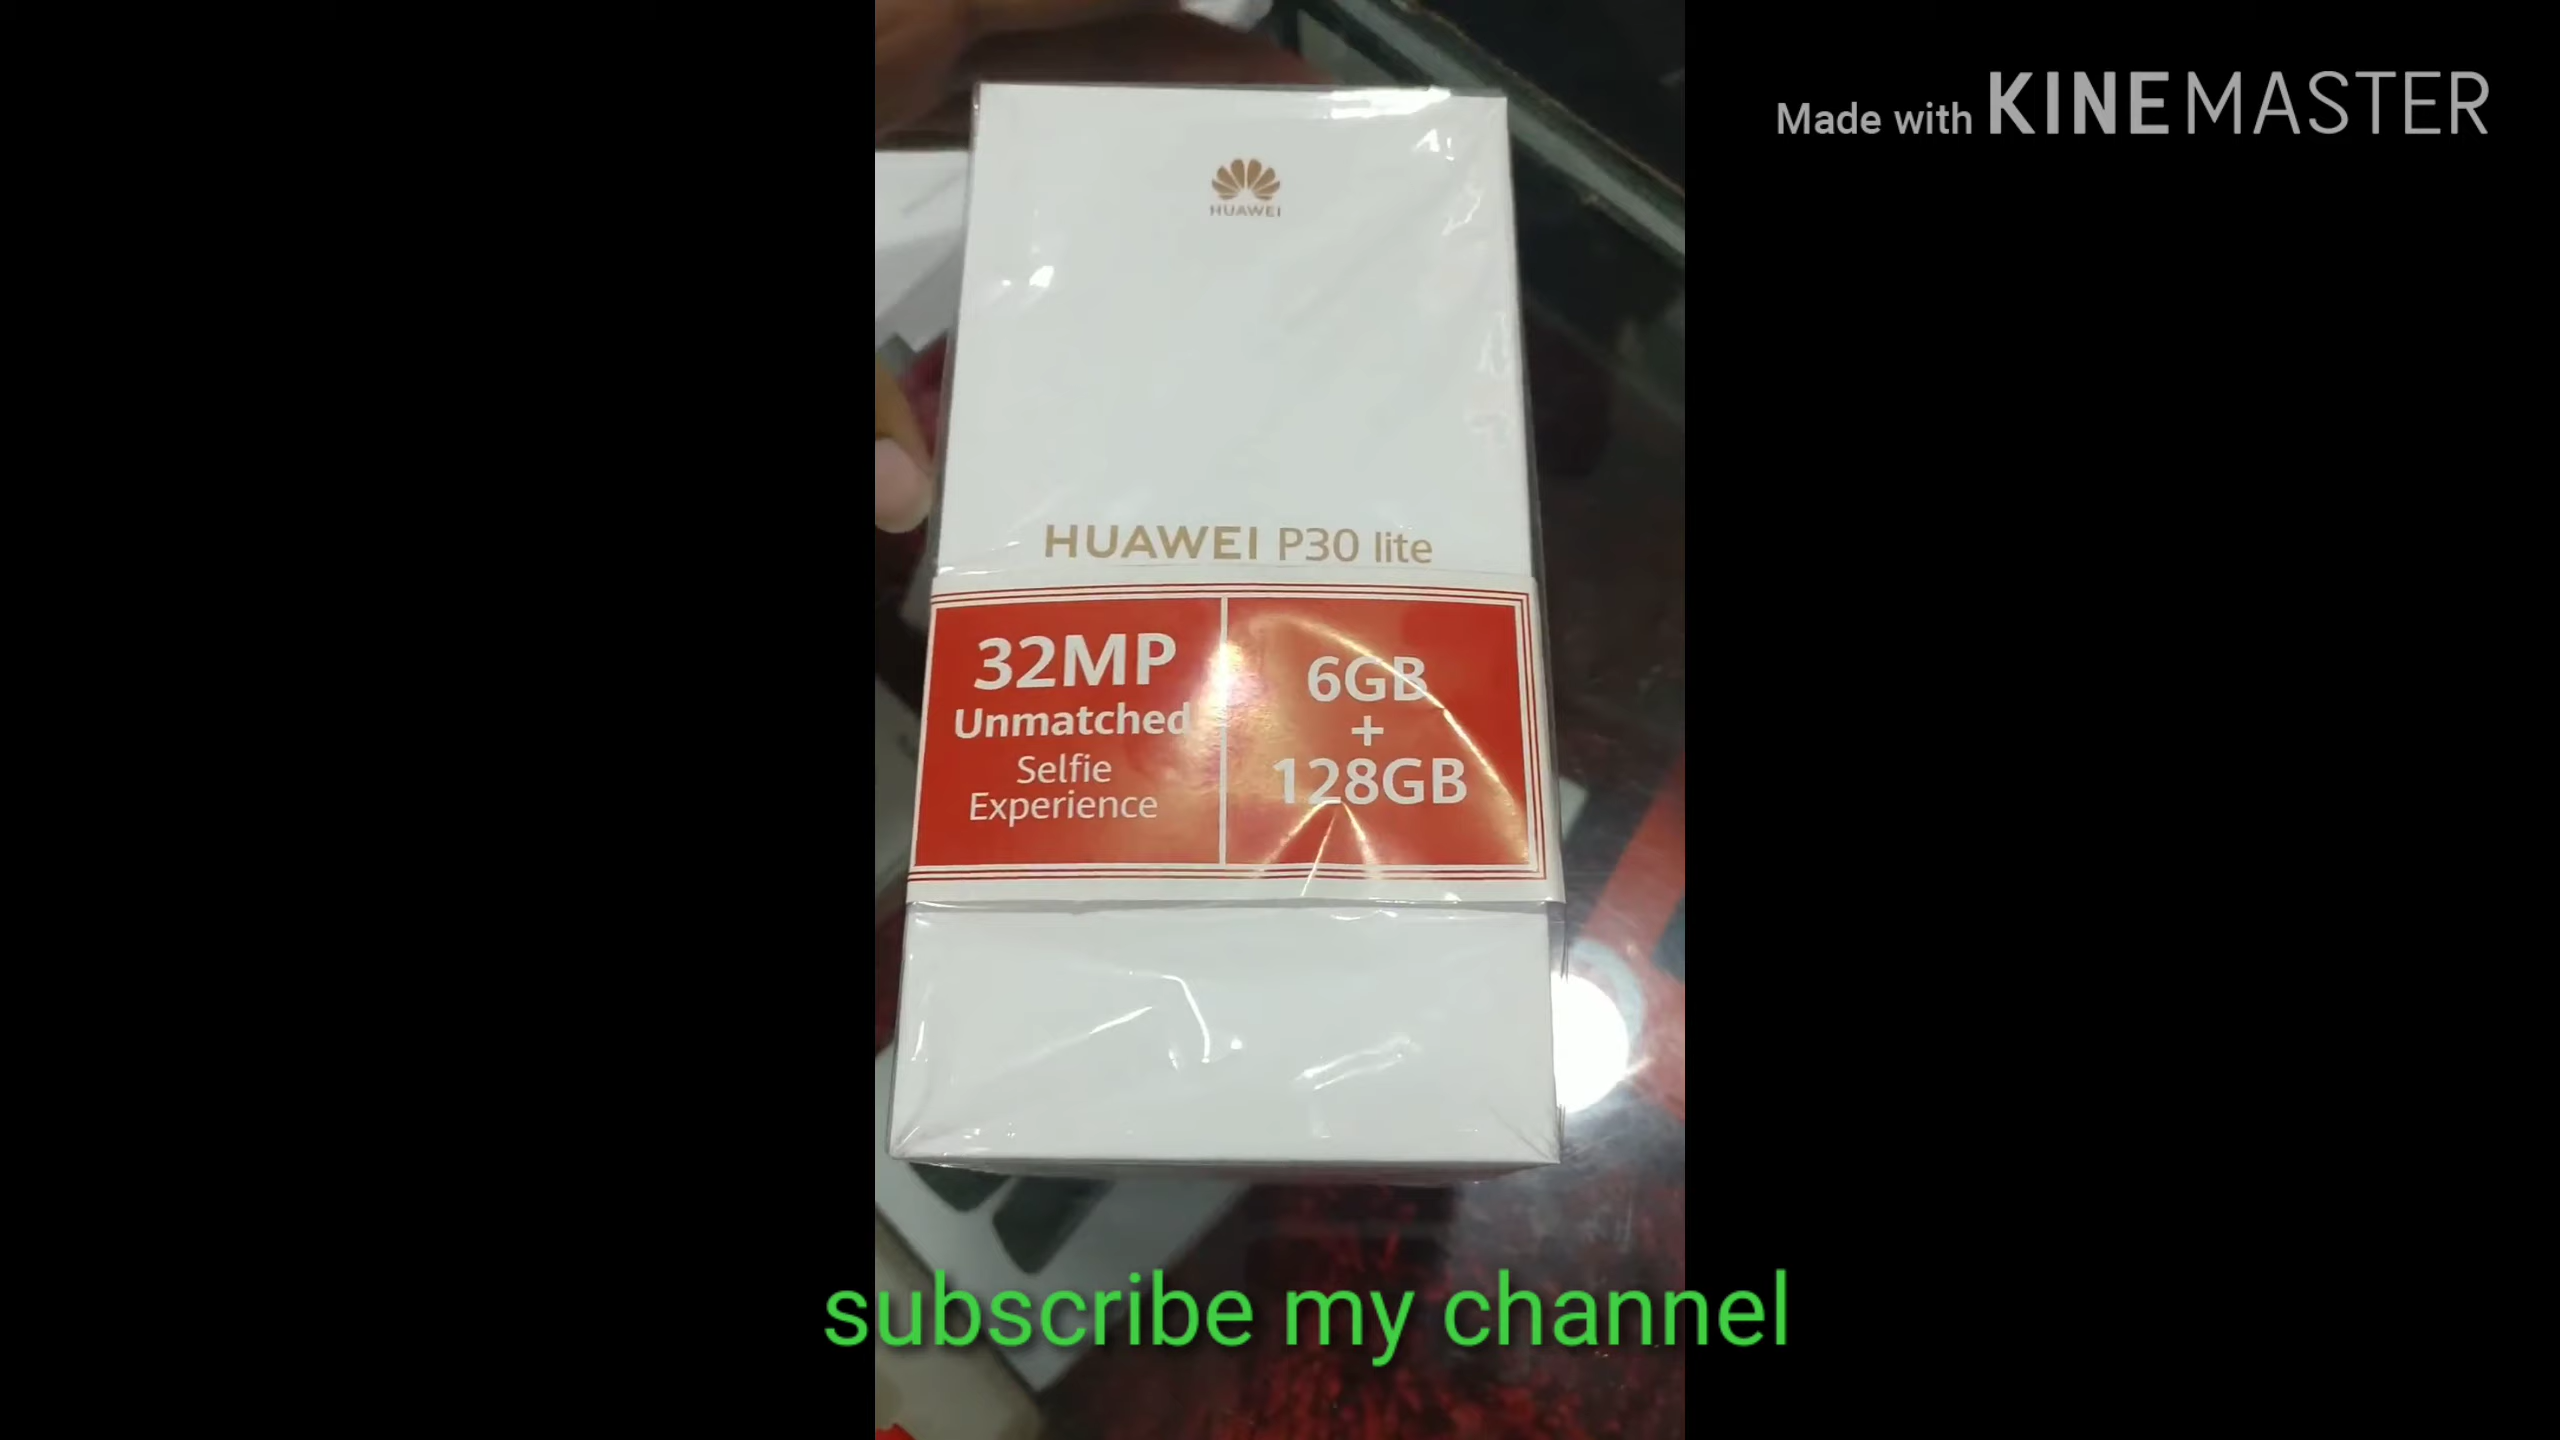 Made with KINEMASTER
HUAWEI
HUAWEI P30 lite
32MP
Unmatched
Selfie
Experience
6GB
+
128GB
subscribe my channel